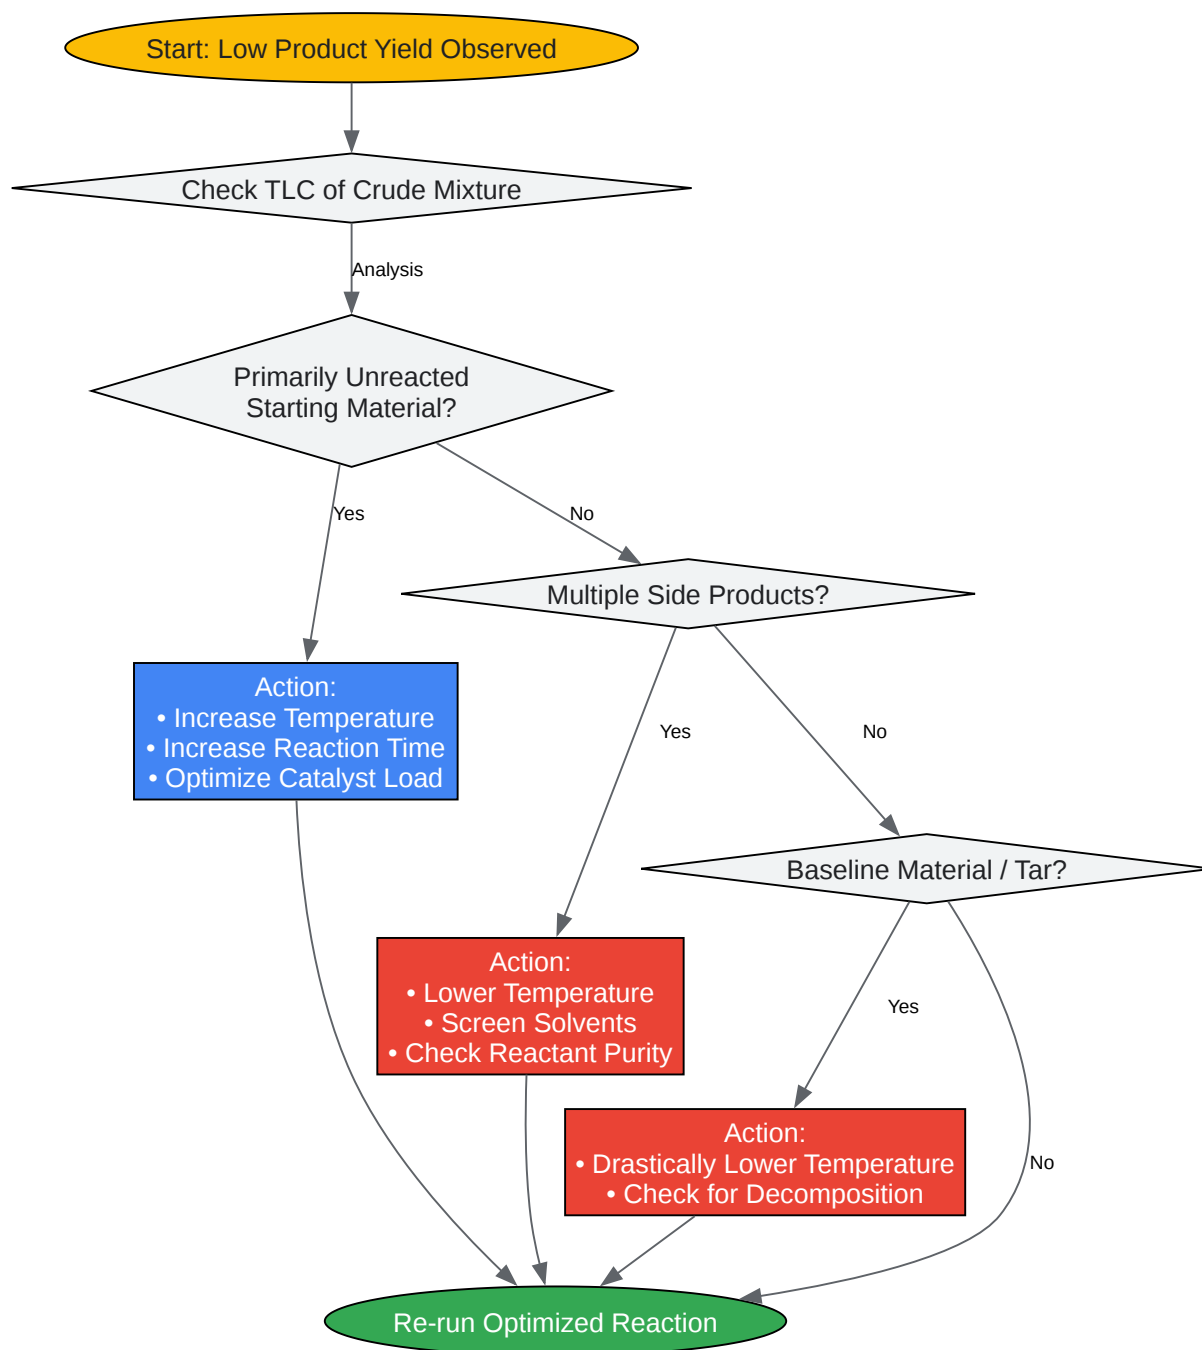 Start: Low Product Yield Observed
Check TLC of Crude Mixture
Analysis
Primarily Unreacted
Starting Material?
Yes
No
Multiple Side Products?
Action:
• Increase Temperature
• Increase Reaction Time
• Optimize Catalyst Load
Yes
No
Baseline Material / Tar?
Action:
• Lower Temperature
• Screen Solvents
• Check Reactant Purity
Yes
Action:
• Drastically Lower Temperature
• Check for Decomposition
No
Re-run Optimized Reaction